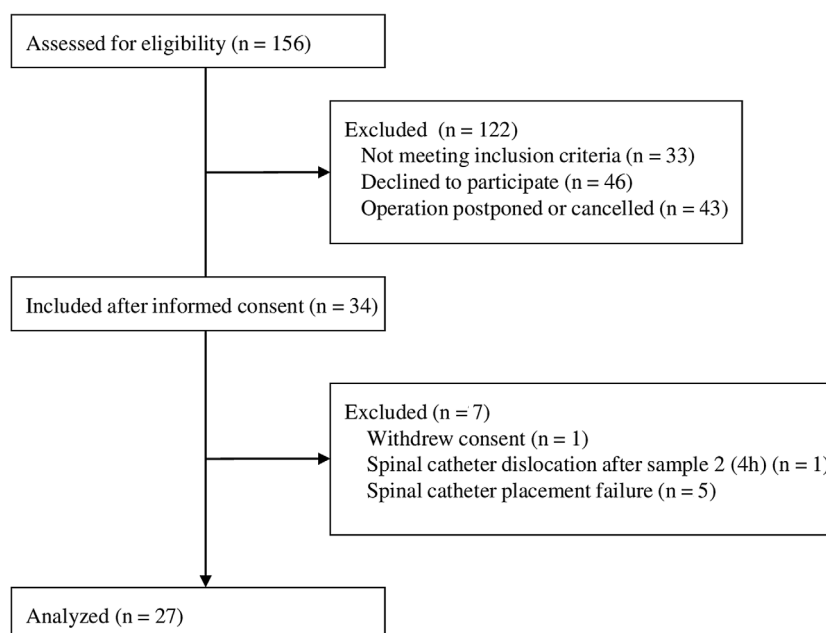 Assessed for eligibility (n = 156)
Excluded (n = 122)
Not meeting inclusion criteria (n = 33)
Declined to participate (n = 46)
Operation postponed or cancelled (n = 43)
Included after informed consent (n = 34)
Excluded (n = 7)
Withdrew consent (n = 1)
Spinal catheter dislocation after sample 2 (4h) (n = 1)
Spinal catheter placement failure (n = 5)
Analyzed (n = 27)